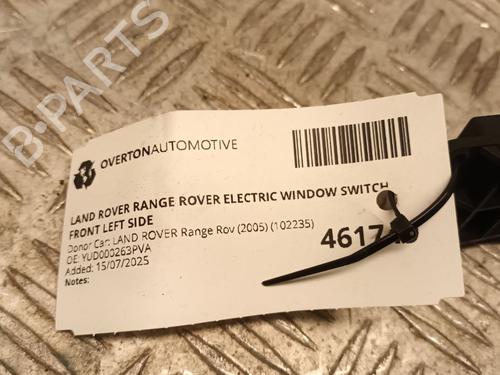 B-PARTS
OVERTONAUTOMOTIVE
LAND ROVER RANGE ROVER ELECTRIC WINDOW SWITCH
FRONT LEFT SIDE
Donor Car: LAND ROVER Range Rov (2005) (102235)
OE: YUD000263PVA
Added: 15/07/2025
Notes: